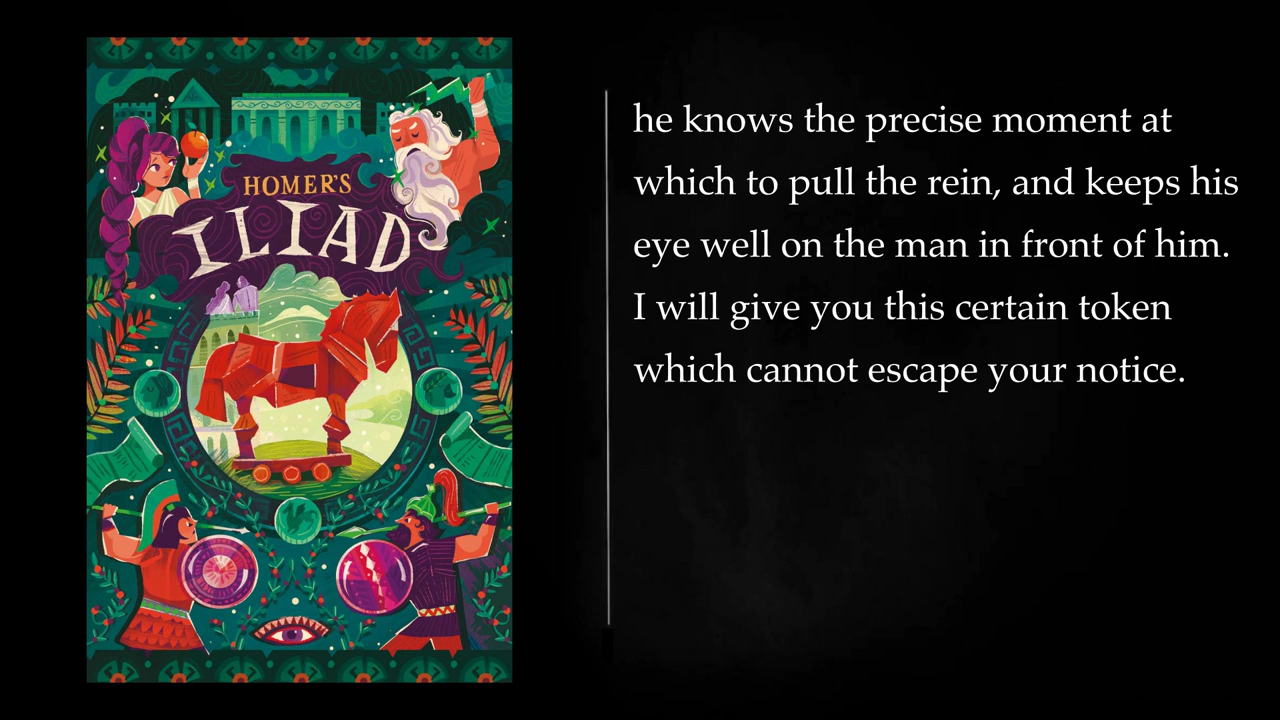 HOMER'S
ILIAD
he knows the precise moment at
which to pull the rein, and keeps his
eye well on the man in front of him.
I will give you this certain token
which cannot escape your notice.